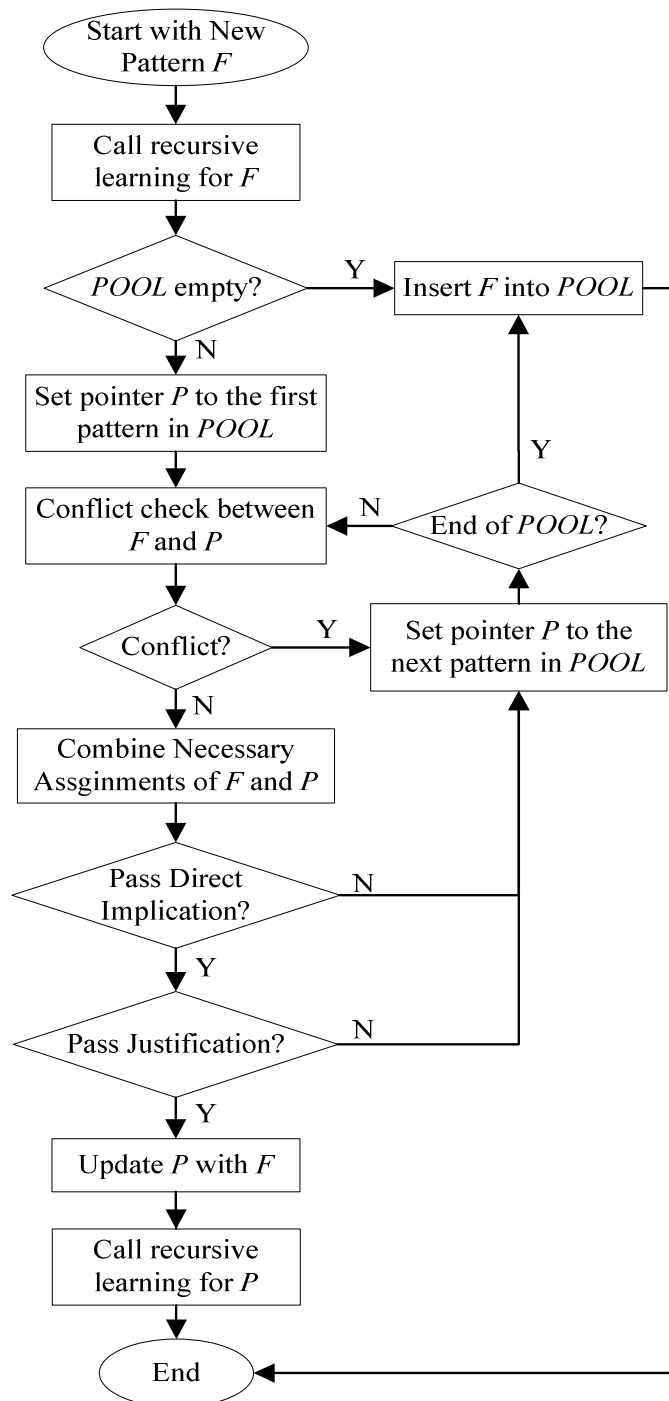 Start with New
Pattern F
Call recursive
learning for F
POOL empty?
Y
Insert F into POOL
N
Set pointer P to the first
pattern in POOL
Y
Conflict check between
F and P
N
End of POOL?
Conflict?
Y
Set pointer P to the
next pattern in POOL
N
Combine Necessary
Assginments of F and P
Pass Direct
Implication?
N
Y
Pass Justification?
N
Y
Update P with F
Call recursive
learning for P
End